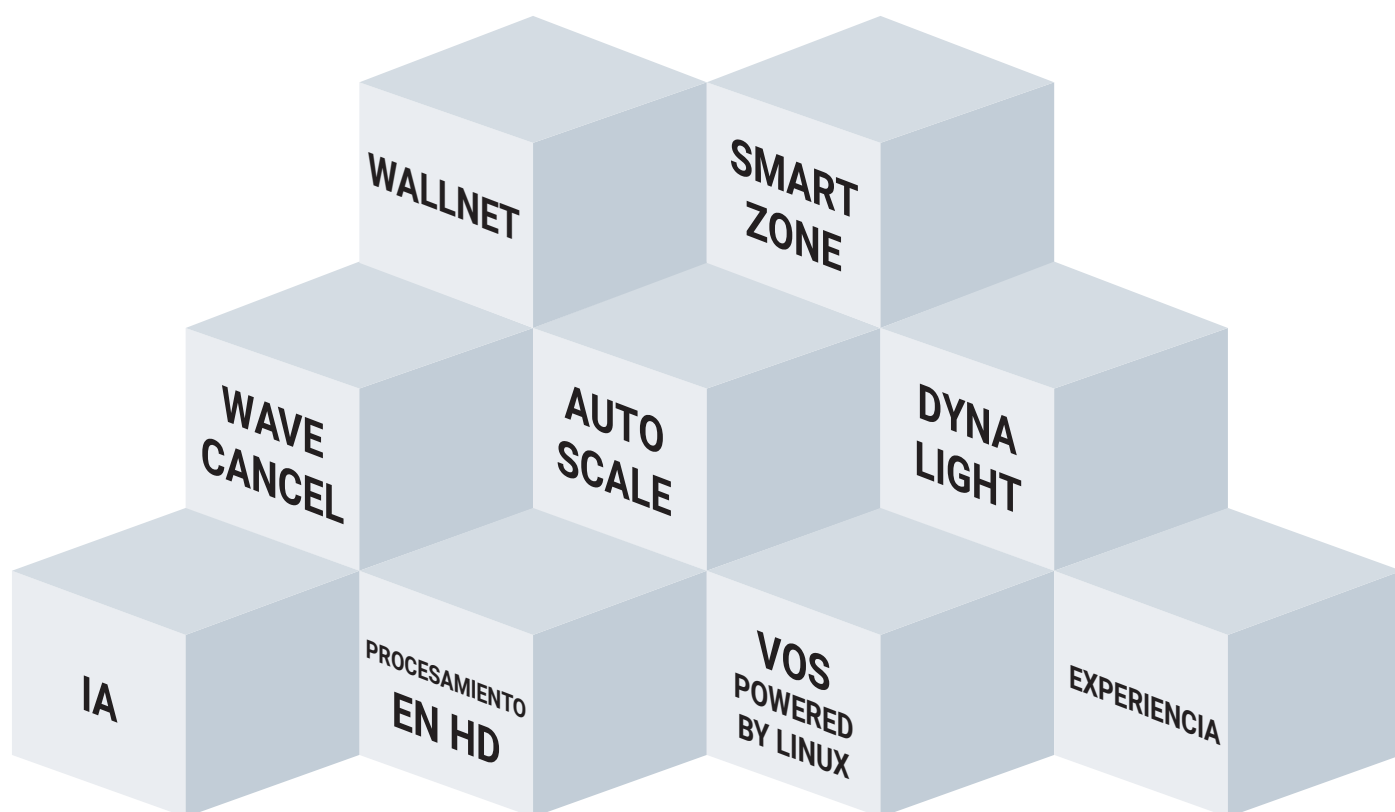 WALLNET
SMART
ZONE
WAVE
CANCEL
AUTO
SCALE
DYNA
LIGHT
IA
PROCESAMIENTO
EN HD
VOS
POWERED
BY LINUX
EXPERIENCIA